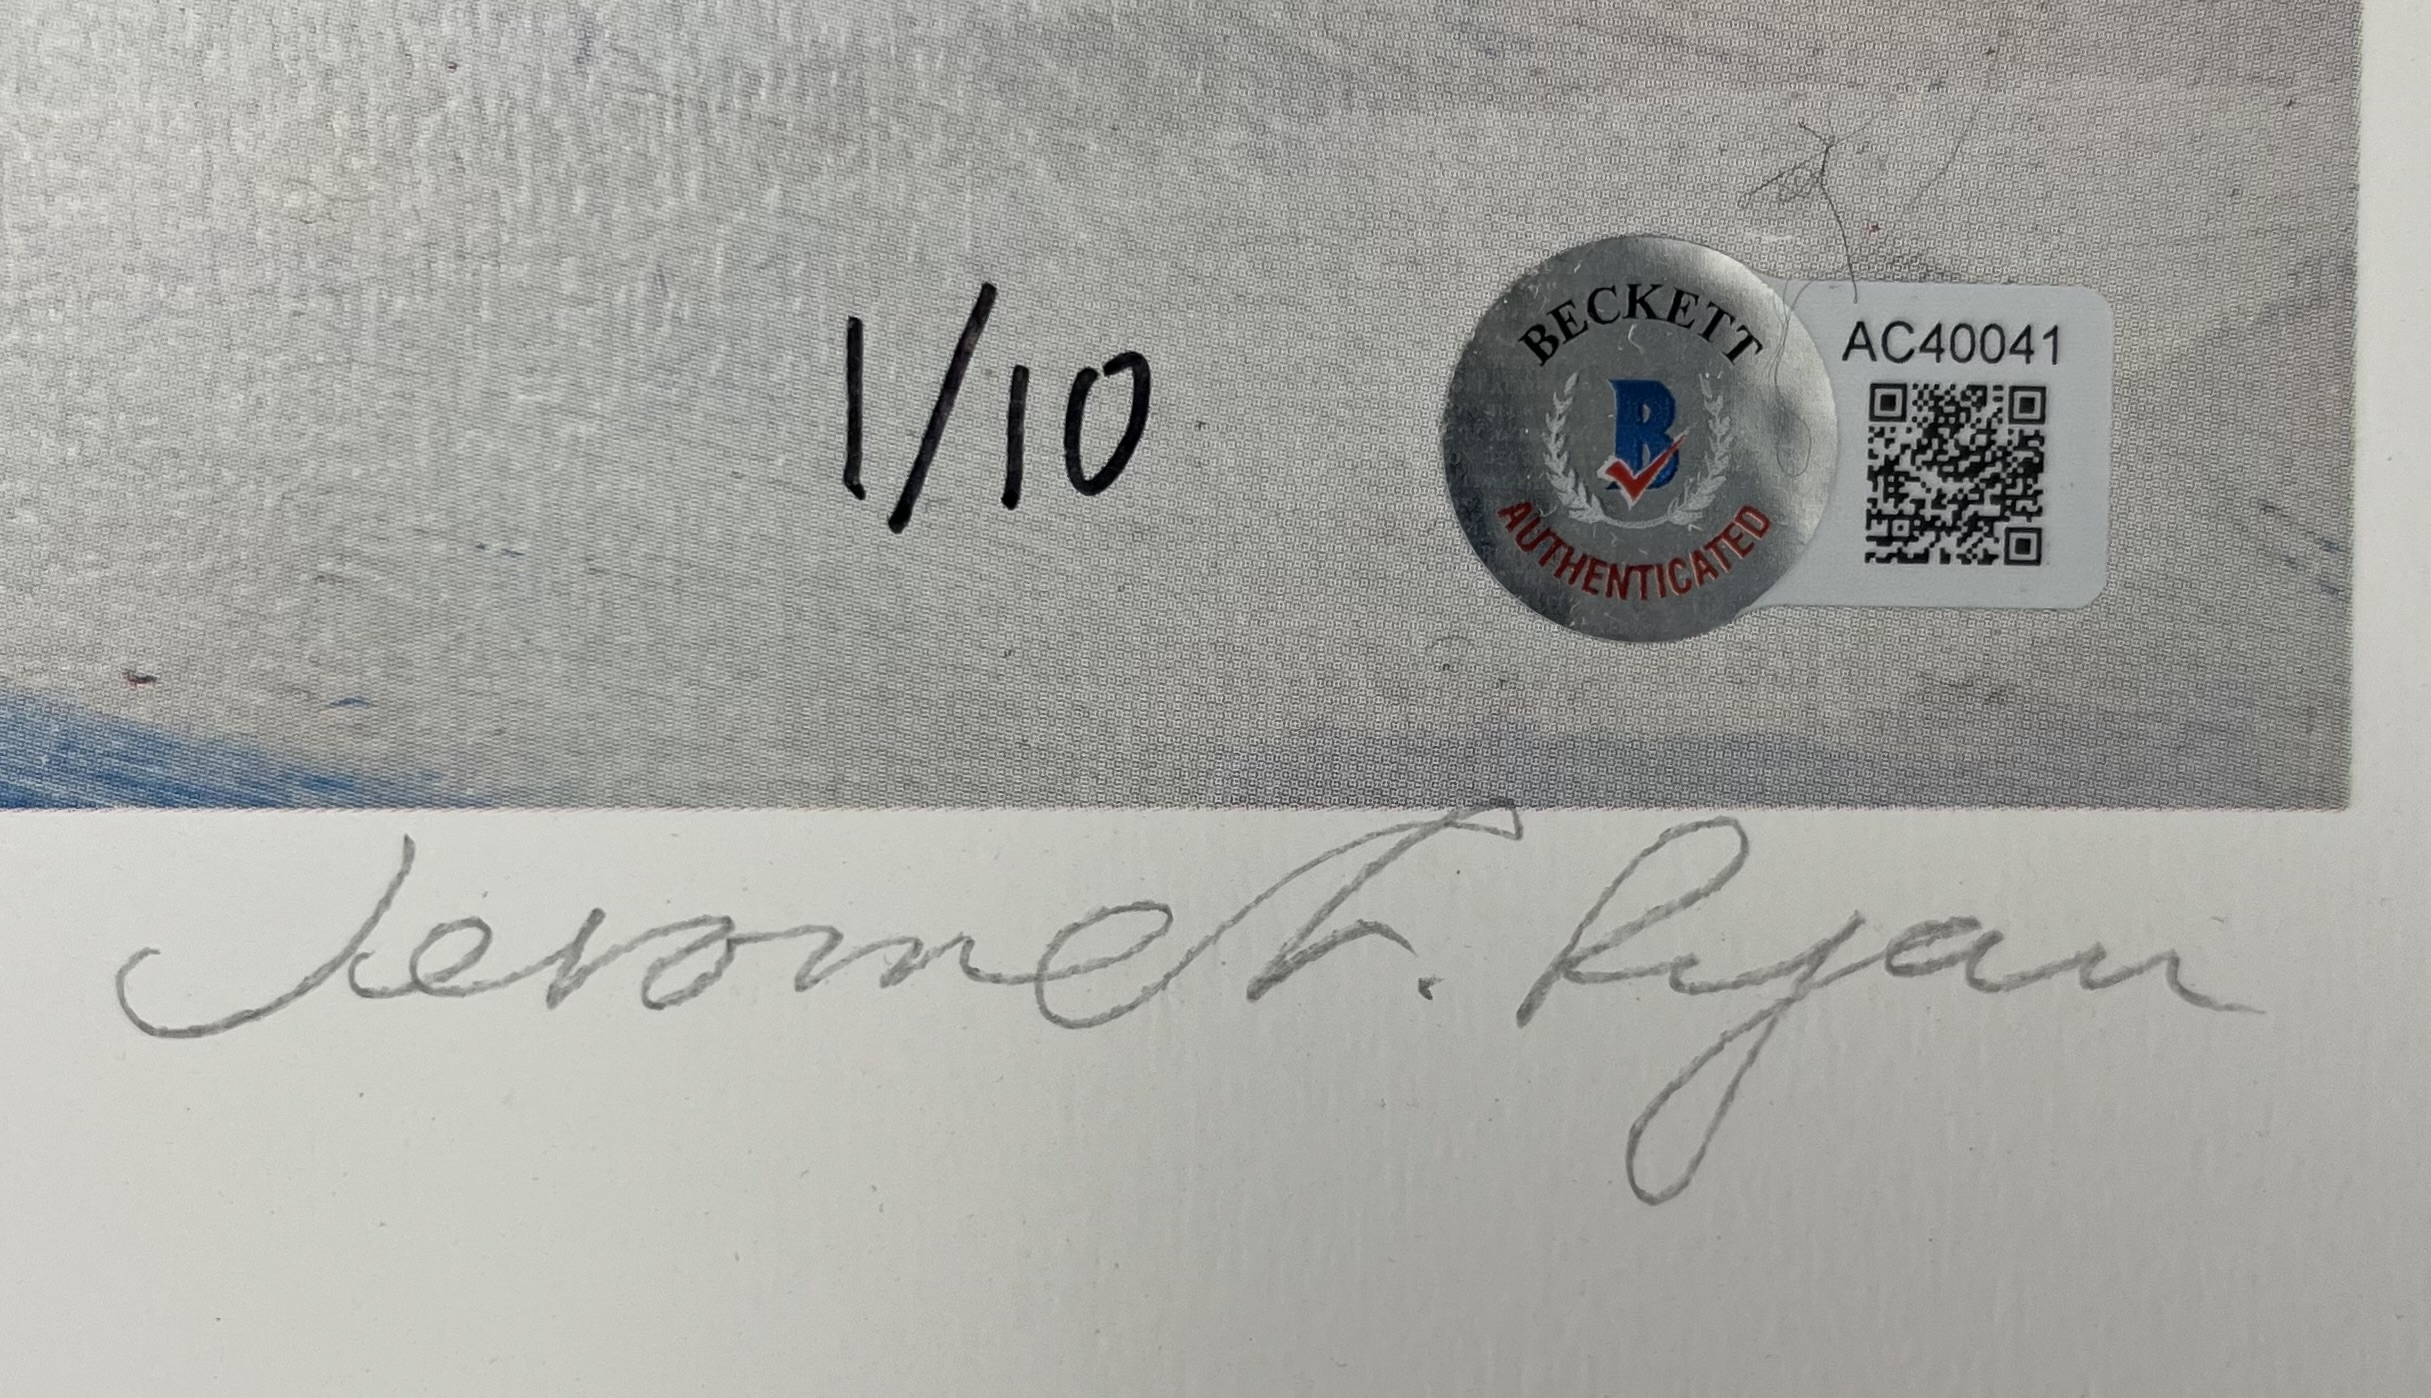 1/10
BECKETT
B
AUTHENTICATED
AC40041
Jerome T. Ryan